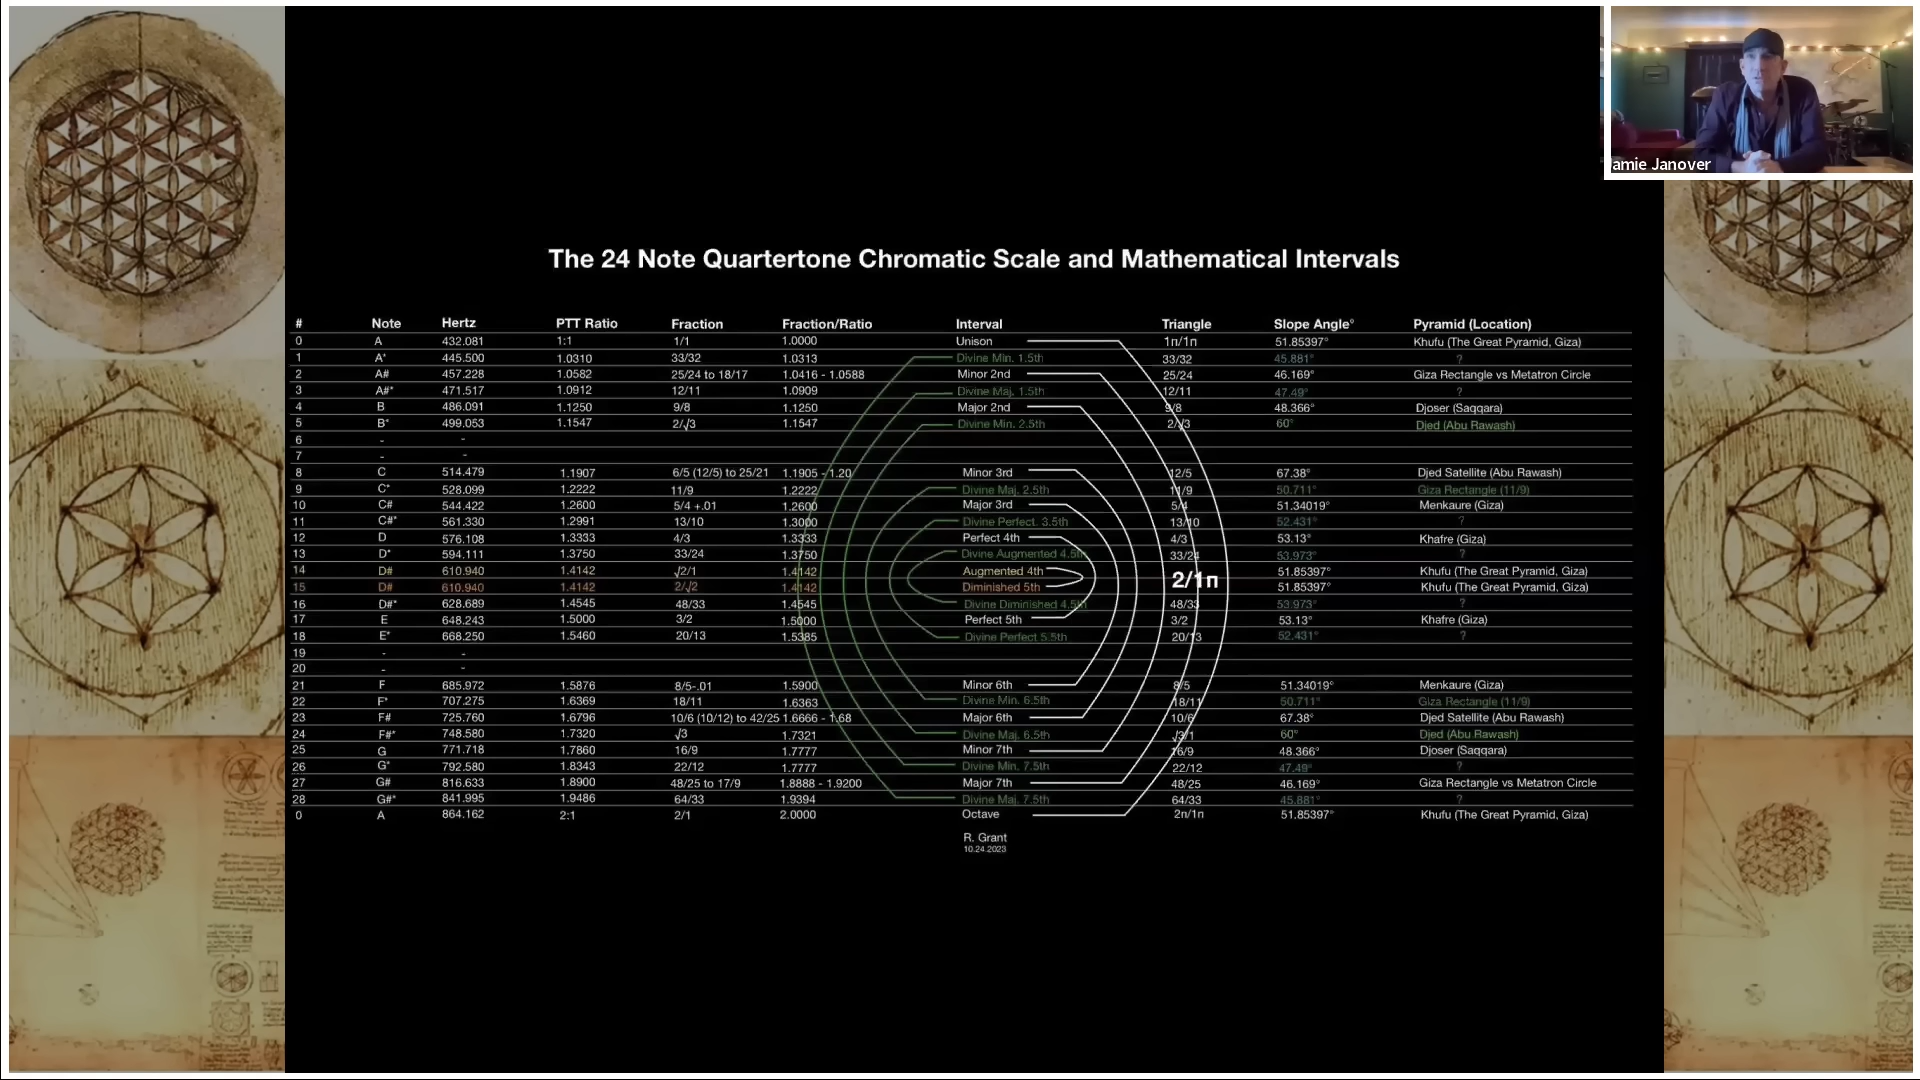 amie Janover
The 24 Note Quartertone Chromatic Scale and Mathematical Intervals
# Note Hertz PTT Ratio Fraction Fraction/Ratio Interval Triangle Slope Angle° Pyramid (Location)
0 A 432.081 1:1 1/1 1.0000 Unison 1π/1π 51.85397° Khufu (The Great Pyramid, Giza)
1 A* 445.500 1.0310 33/32 1.0313 Divine Min. 1.5th 33/32 45.881° ?
2 A# 457.228 1.0582 25/24 to 18/17 1.0416 - 1.0588 Minor 2nd 25/24 46.169° Giza Rectangle vs Metatron Circle
3 A#* 471.517 1.0912 12/11 1.0909 Divine Maj. 1.5th 12/11 47.49° ?
4 B 486.091 1.1250 9/8 1.1250 Major 2nd 9/8 48.366° Djoser (Saqqara)
5 B* 499.053 1.1547 2/√3 1.1547 Divine Min. 2.5th 2/√3 60° Djed (Abu Rawash)
6 - -
7 - -
8 C 514.479 1.1907 6/5 (12/5) to 25/21 1.1905 - 1.20 Minor 3rd 12/5 67.38° Djed Satellite (Abu Rawash)
9 C* 528.099 1.2222 11/9 1.2222 Divine Maj. 2.5th 11/9 50.711° Giza Rectangle (11/9)
10 C# 544.422 1.2600 5/4 +.01 1.2600 Major 3rd 5/4 51.34019° Menkaure (Giza)
11 C#* 561.330 1.2991 13/10 1.3000 Divine Perfect. 3.5th 13/10 52.431° ?
12 D 576.108 1.3333 4/3 1.3333 Perfect 4th 4/3 53.13° Khafre (Giza)
13 D* 594.111 1.3750 33/24 1.3750 Divine Augmented 4.5th 33/24 53.973° ?
14 D# 610.940 1.4142 √2/1 1.4142 Augmented 4th 51.85397° Khufu (The Great Pyramid, Giza)
2/1π
15 D# 610.940 1.4142 2/√2 1.4142 Diminished 5th 51.85397° Khufu (The Great Pyramid, Giza)
16 D#* 628.689 1.4545 48/33 1.4545 Divine Diminished 4.5th 48/33 53.973° ?
17 E 648.243 1.5000 3/2 1.5000 Perfect 5th 3/2 53.13° Khafre (Giza)
18 E* 668.250 1.5460 20/13 1.5385 Divine Perfect 5.5th 20/13 52.431° ?
19 - -
20 - -
21 F 685.972 1.5876 8/5-.01 1.5900 Minor 6th 8/5 51.34019° Menkaure (Giza)
22 F* 707.275 1.6369 18/11 1.6363 Divine Min. 6.5th 18/11 50.711° Giza Rectangle (11/9)
23 F# 725.760 1.6796 10/6 (10/12) to 42/25 1.6666 - 1.68 Major 6th 10/6 67.38° Djed Satellite (Abu Rawash)
24 F#* 748.580 1.7320 √3 1.7321 Divine Maj. 6.5th √3/1 60° Djed (Abu Rawash)
25 G 771.718 1.7860 16/9 1.7777 Minor 7th 16/9 48.366° Djoser (Saqqara)
26 G* 792.580 1.8343 22/12 1.7777 Divine Min. 7.5th 22/12 47.49° ?
27 G# 816.633 1.8900 48/25 to 17/9 1.8888 - 1.9200 Major 7th 48/25 46.169° Giza Rectangle vs Metatron Circle
28 G#* 841.995 1.9486 64/33 1.9394 Divine Maj. 7.5th 64/33 45.881° ?
0 A 864.162 2:1 2/1 2.0000 Octave 2π/1π 51.85397° Khufu (The Great Pyramid, Giza)
R. Grant
10.24.2023